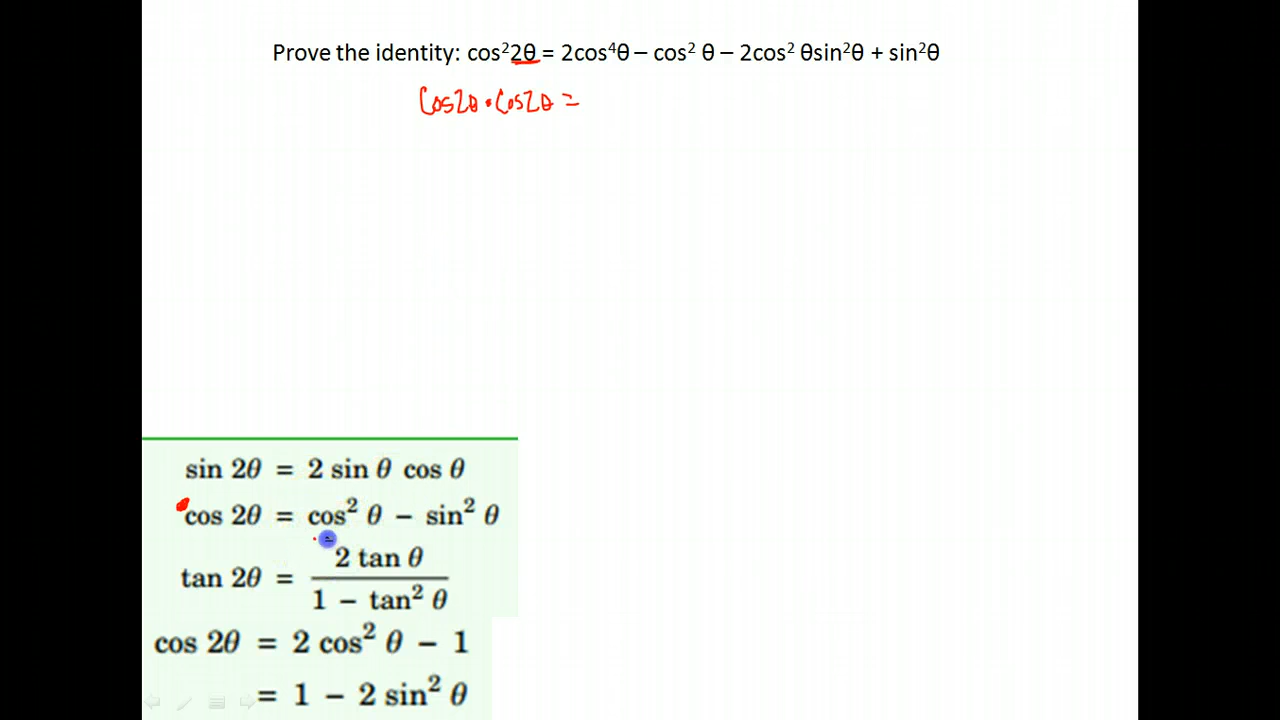 Prove the identity: cos²2θ = 2cos⁴θ – cos² θ – 2cos² θsin²θ + sin²θ
Cos2θ • Cos2θ =
sin 2θ = 2 sin θ cos θ
cos 2θ = cos² θ − sin² θ
tan 2θ = 2 tan θ / 1 − tan² θ
cos 2θ = 2 cos² θ − 1
= 1 − 2 sin² θ